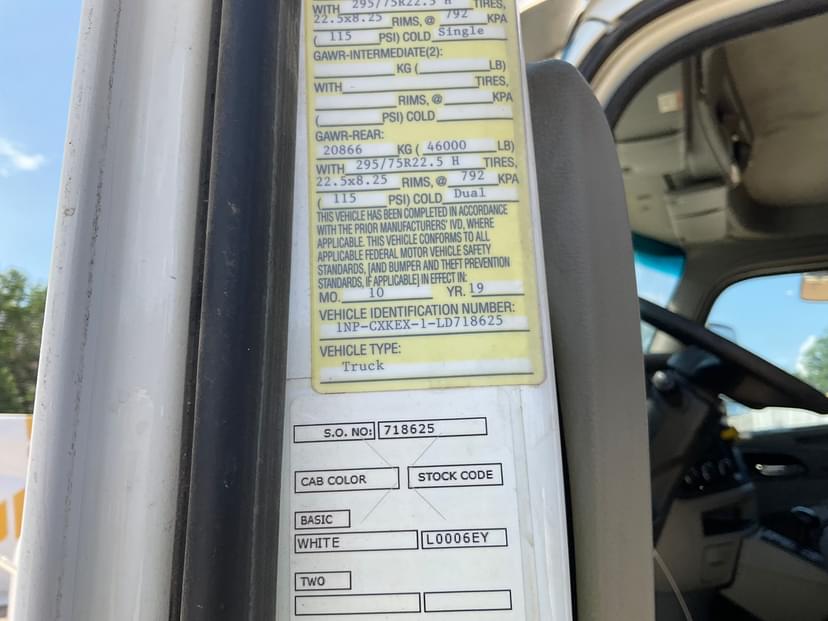 WITH 295/75R22.5 H TIRES,
22.5x8.25 RIMS, @ 792 KPA
( 115 PSI) COLD Single
GAWR-INTERMEDIATE(2):
KG ( LB)
WITH TIRES,
RIMS, @ KPA
( PSI) COLD
GAWR-REAR:
20866 KG ( 46000 LB)
WITH 295/75R22.5 H TIRES,
22.5x8.25 RIMS, @ 792 KPA
( 115 PSI) COLD Dual
THIS VEHICLE HAS BEEN COMPLETED IN ACCORDANCE
WITH THE PRIOR MANUFACTURERS' IVD, WHERE
APPLICABLE. THIS VEHICLE CONFORMS TO ALL
APPLICABLE FEDERAL MOTOR VEHICLE SAFETY
STANDARDS, [AND BUMPER AND THEFT PREVENTION
STANDARDS, IF APPLICABLE] IN EFFECT IN:
MO. 10 YR. 19
VEHICLE IDENTIFICATION NUMBER:
1NP-CXKEX-1-LD718625
VEHICLE TYPE:
Truck
S.O. NO: 718625
CAB COLOR STOCK CODE
BASIC
WHITE L0006EY
TWO